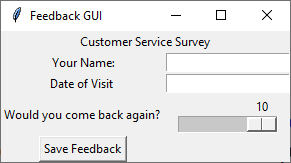 Feedback GUI
Customer Service Survey
Your Name:
Date of Visit
10
Would you come back again?
Save Feedback